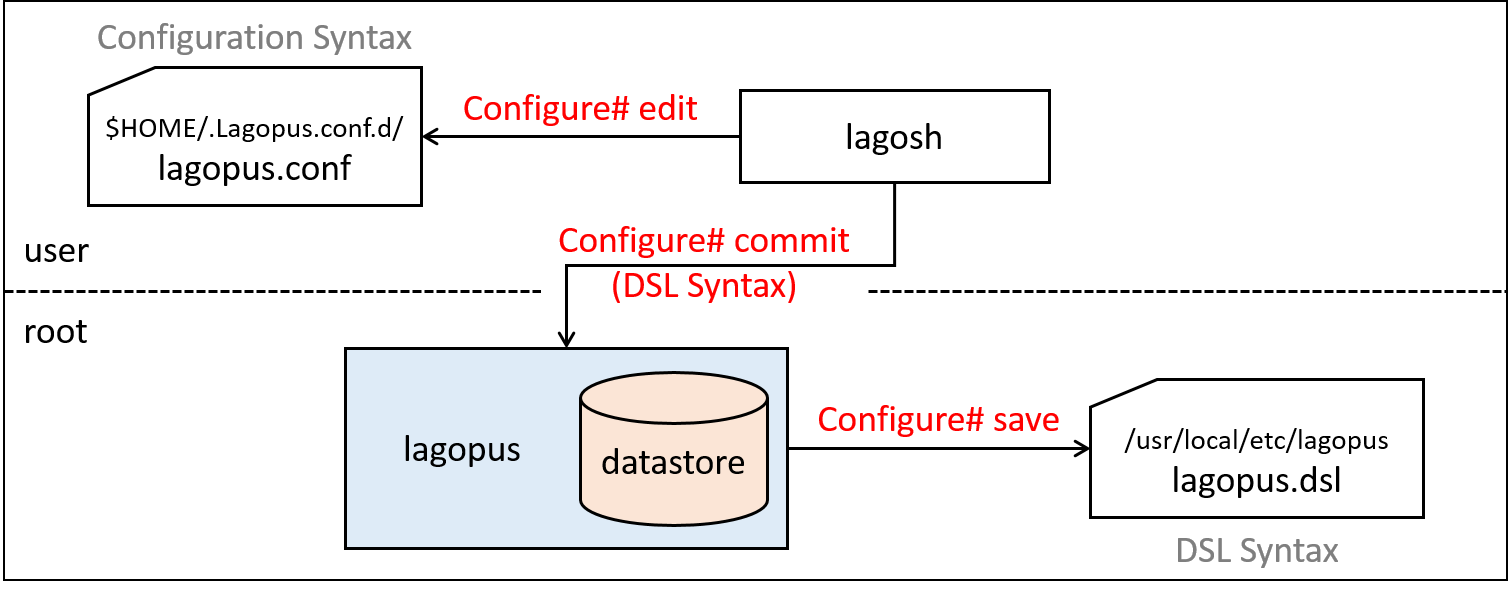 Configuration Syntax
$HOME/.Lagopus.conf.d/
lagopus.conf
Configure# edit
lagosh
user
Configure# commit
(DSL Syntax)
root
lagopus
datastore
Configure# save
/usr/local/etc/lagopus
lagopus.dsl
DSL Syntax